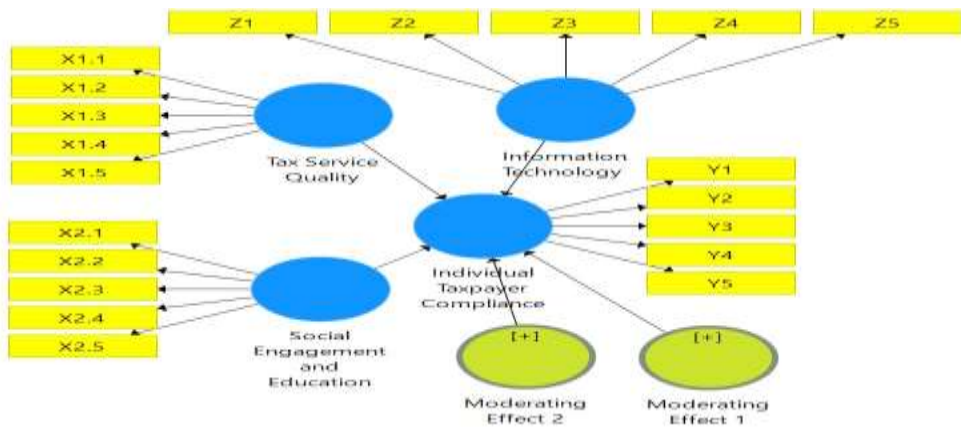 Z1
Z2
Z3
Z4
Z5
X1.1
X1.2
X1.3
X1.4
X1.5
Tax Service
Quality
Information
Technology
Y1
Y2
Y3
Y4
Y5
X2.1
X2.2
X2.3
X2.4
X2.5
Individual
Taxpayer
Compliance
Social
Engagement
and
Education
[+]
[+]
Moderating
Effect 2
Moderating
Effect 1